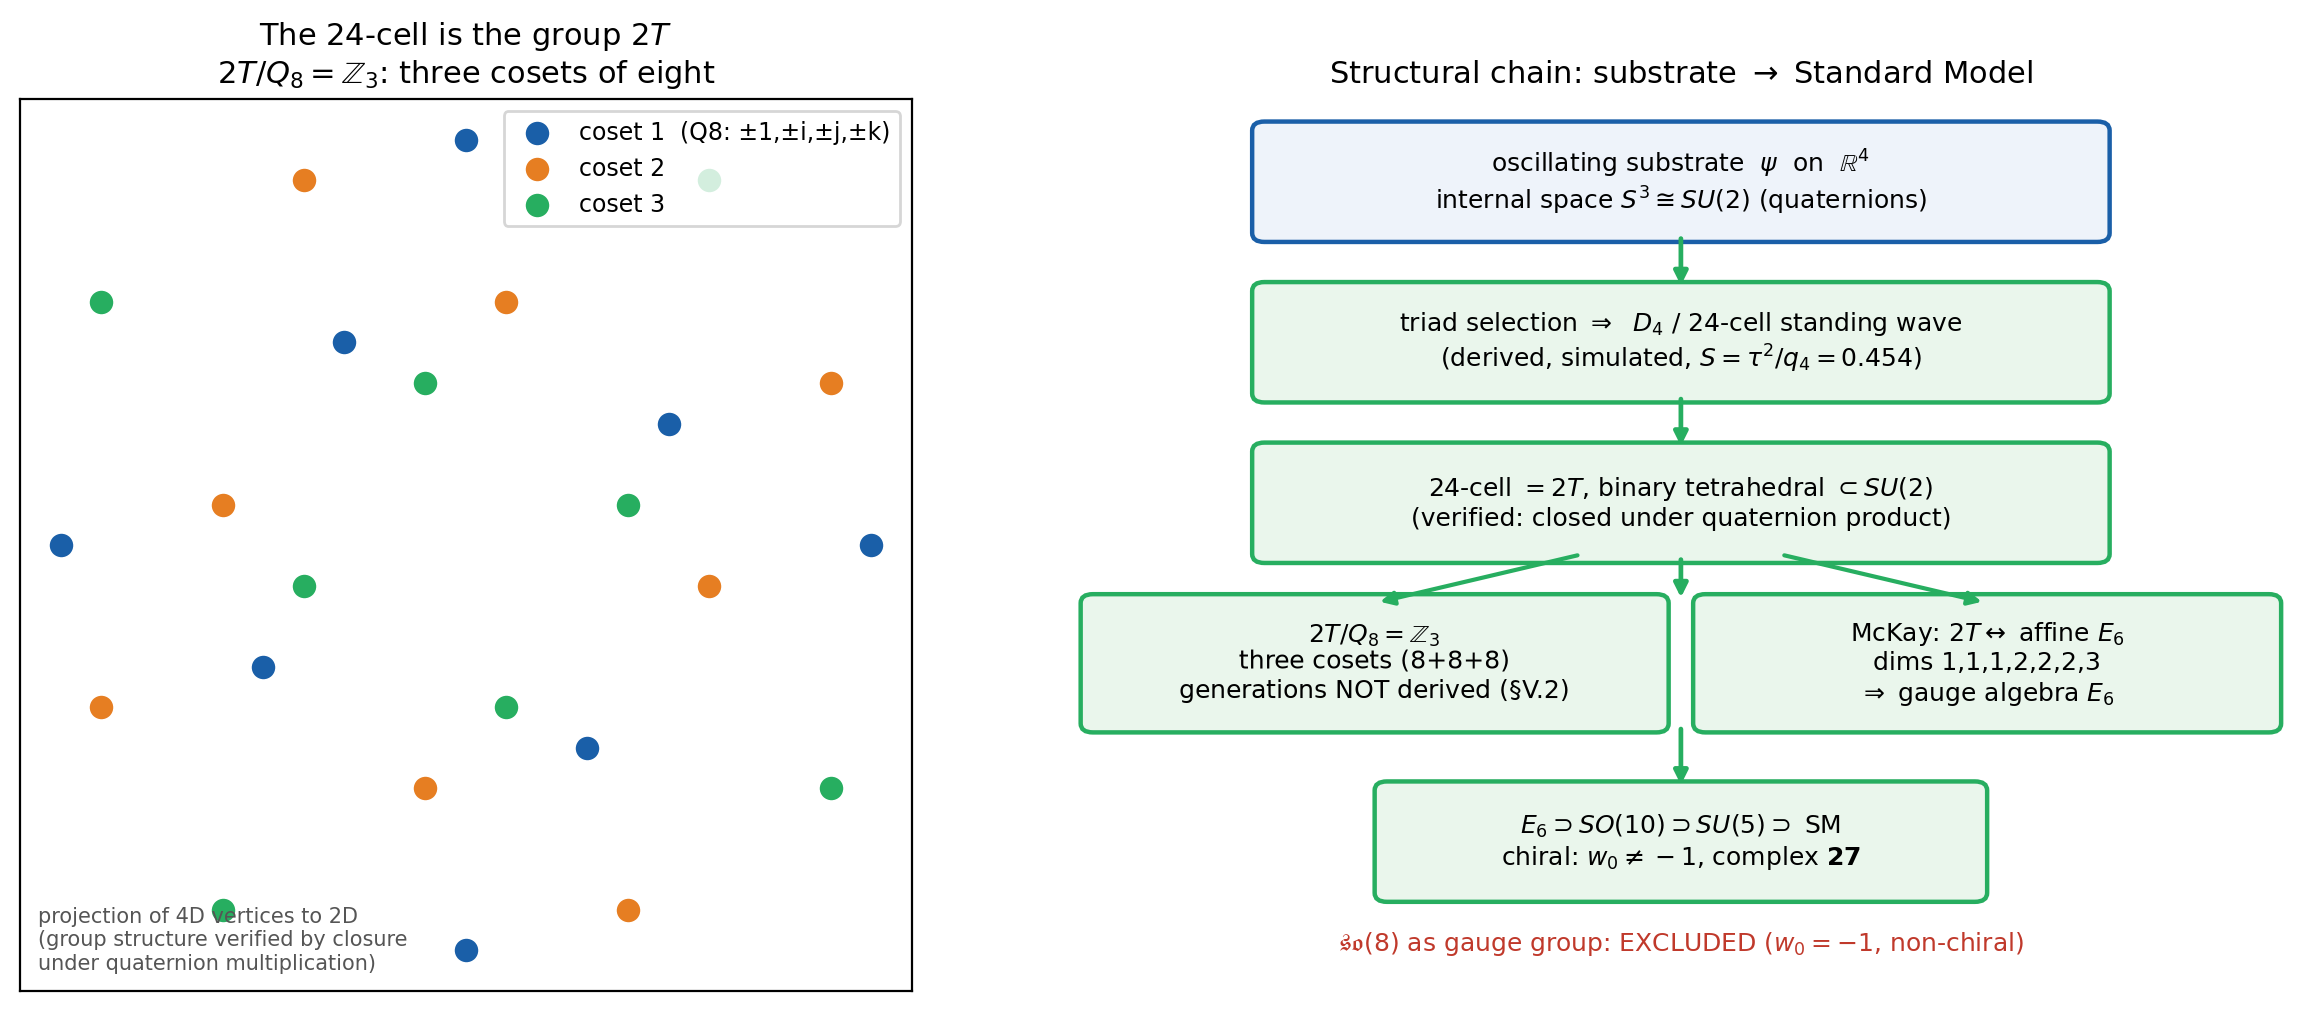 The 24-cell is the group 2T
2T/Q₈ = ℤ₃: three cosets of eight
coset 1 (Q8: ±1,±i,±j,±k)
coset 2
coset 3
projection of 4D vertices to 2D
(group structure verified by closure
under quaternion multiplication)
Structural chain: substrate → Standard Model
oscillating substrate ψ on ℝ⁴
internal space S³ ≅ SU(2) (quaternions)
triad selection ⇒ D₄ / 24-cell standing wave
(derived, simulated, S = τ²/q₄ = 0.454)
24-cell = 2T, binary tetrahedral ⊂ SU(2)
(verified: closed under quaternion product)
2T/Q₈ = ℤ₃
three cosets (8+8+8)
generations NOT derived (§V.2)
McKay: 2T ↔ affine E₆
dims 1,1,1,2,2,2,3
⇒ gauge algebra E₆
E₆ ⊃ SO(10) ⊃ SU(5) ⊃ SM
chiral: w₀ ≠ −1, complex 27
𝔰𝔬(8) as gauge group: EXCLUDED (w₀ = −1, non-chiral)